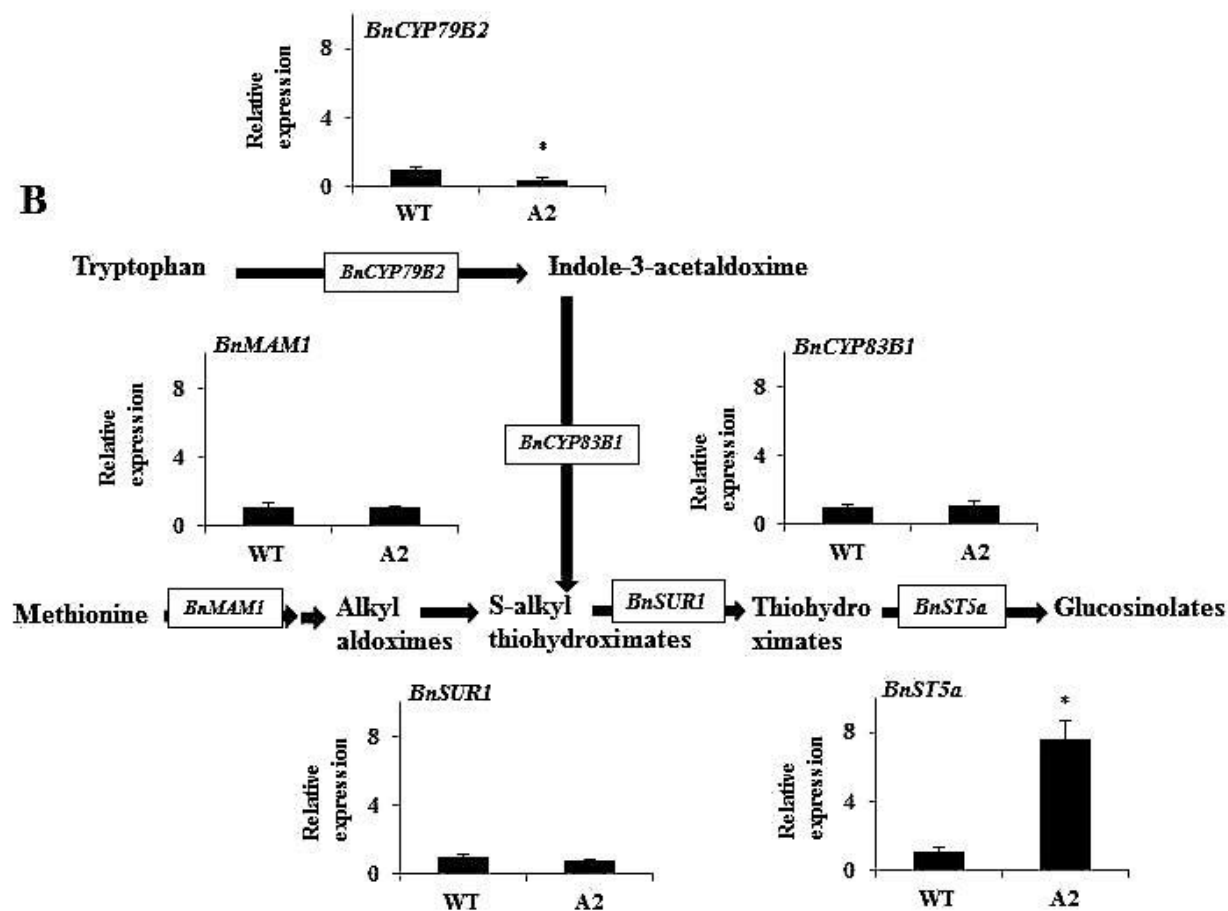 BnCYP79B2
Relative
expression
8
4
0
*
WT A2
B
Tryptophan BnCYP79B2 Indole-3-acetaldoxime
BnMAM1
Relative
expression
8
4
0
WT A2
BnCYP83B1
BnCYP83B1
Relative
expression
8
4
0
WT A2
Methionine BnMAM1 Alkyl
aldoximes
S-alkyl
thiohydroximates
BnSUR1
Thiohydro
ximates
BnST5a
Glucosinolates
BnSUR1
Relative
expression
8
4
0
WT A2
BnST5a
Relative
expression
8
4
0
*
WT A2